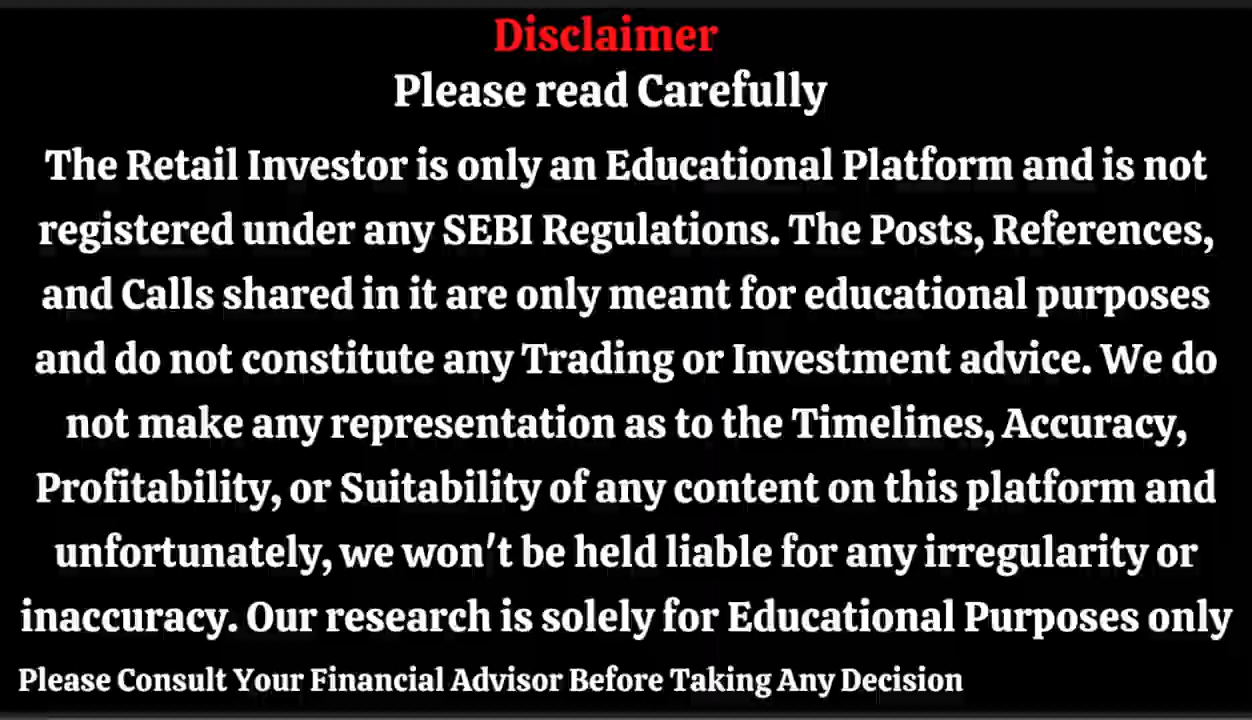 Disclaimer
Please read Carefully
The Retail Investor is only an Educational Platform and is not
registered under any SEBI Regulations. The Posts, References,
and Calls shared in it are only meant for educational purposes
and do not constitute any Trading or Investment advice. We do
not make any representation as to the Timelines, Accuracy,
Profitability, or Suitability of any content on this platform and
unfortunately, we won't be held liable for any irregularity or
inaccuracy. Our research is solely for Educational Purposes only
Please Consult Your Financial Advisor Before Taking Any Decision